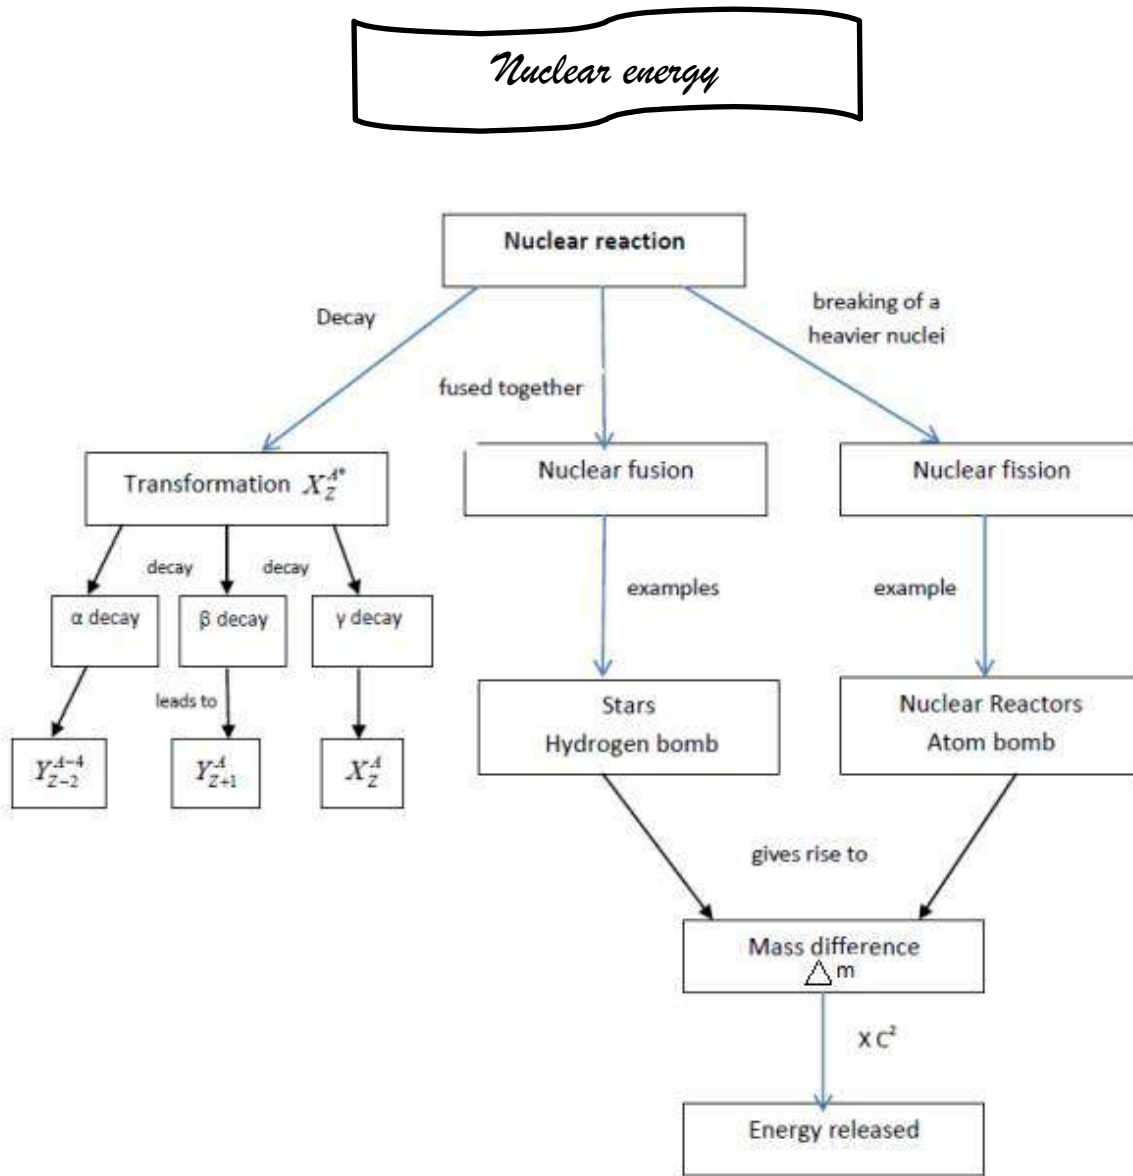 Nuclear energy
Nuclear reaction
Decay
fused together
breaking of a
heavier nuclei
Transformation X_Z^{A*}
Nuclear fusion
Nuclear fission
decay
decay
examples
example
α decay
β decay
γ decay
leads to
Y_{Z-2}^{A-4}
Y_{Z+1}^{A}
X_Z^A
Stars
Hydrogen bomb
Nuclear Reactors
Atom bomb
gives rise to
Mass difference
△ m
X C²
Energy released